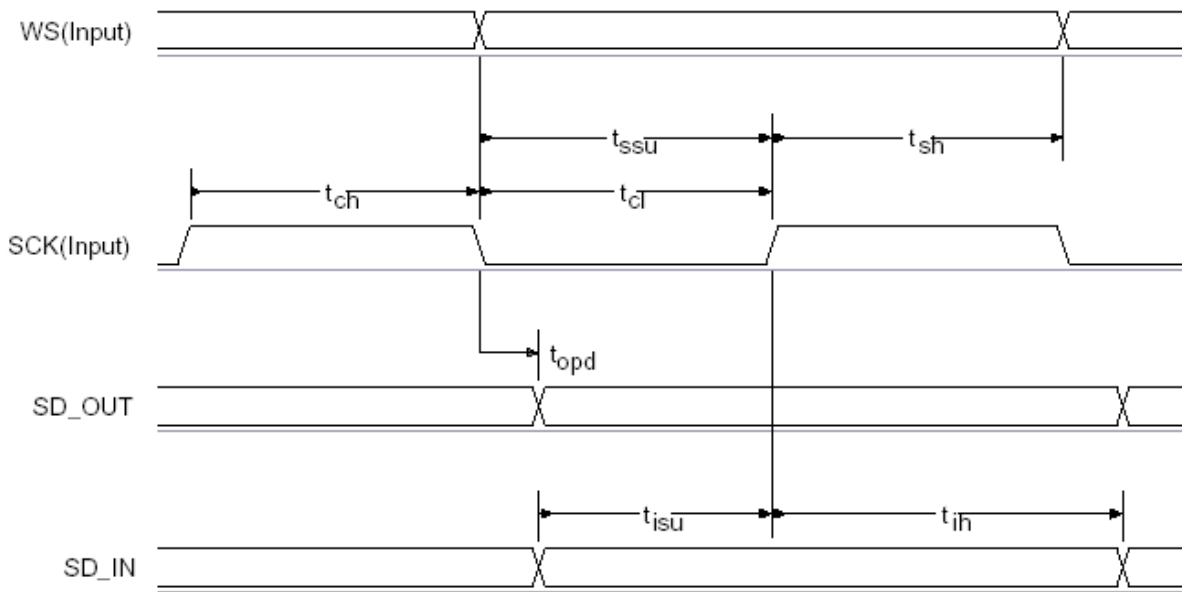 WS(Input)
tssu
tsh
tch
tcl
SCK(Input)
topd
SD_OUT
tisu
tih
SD_IN